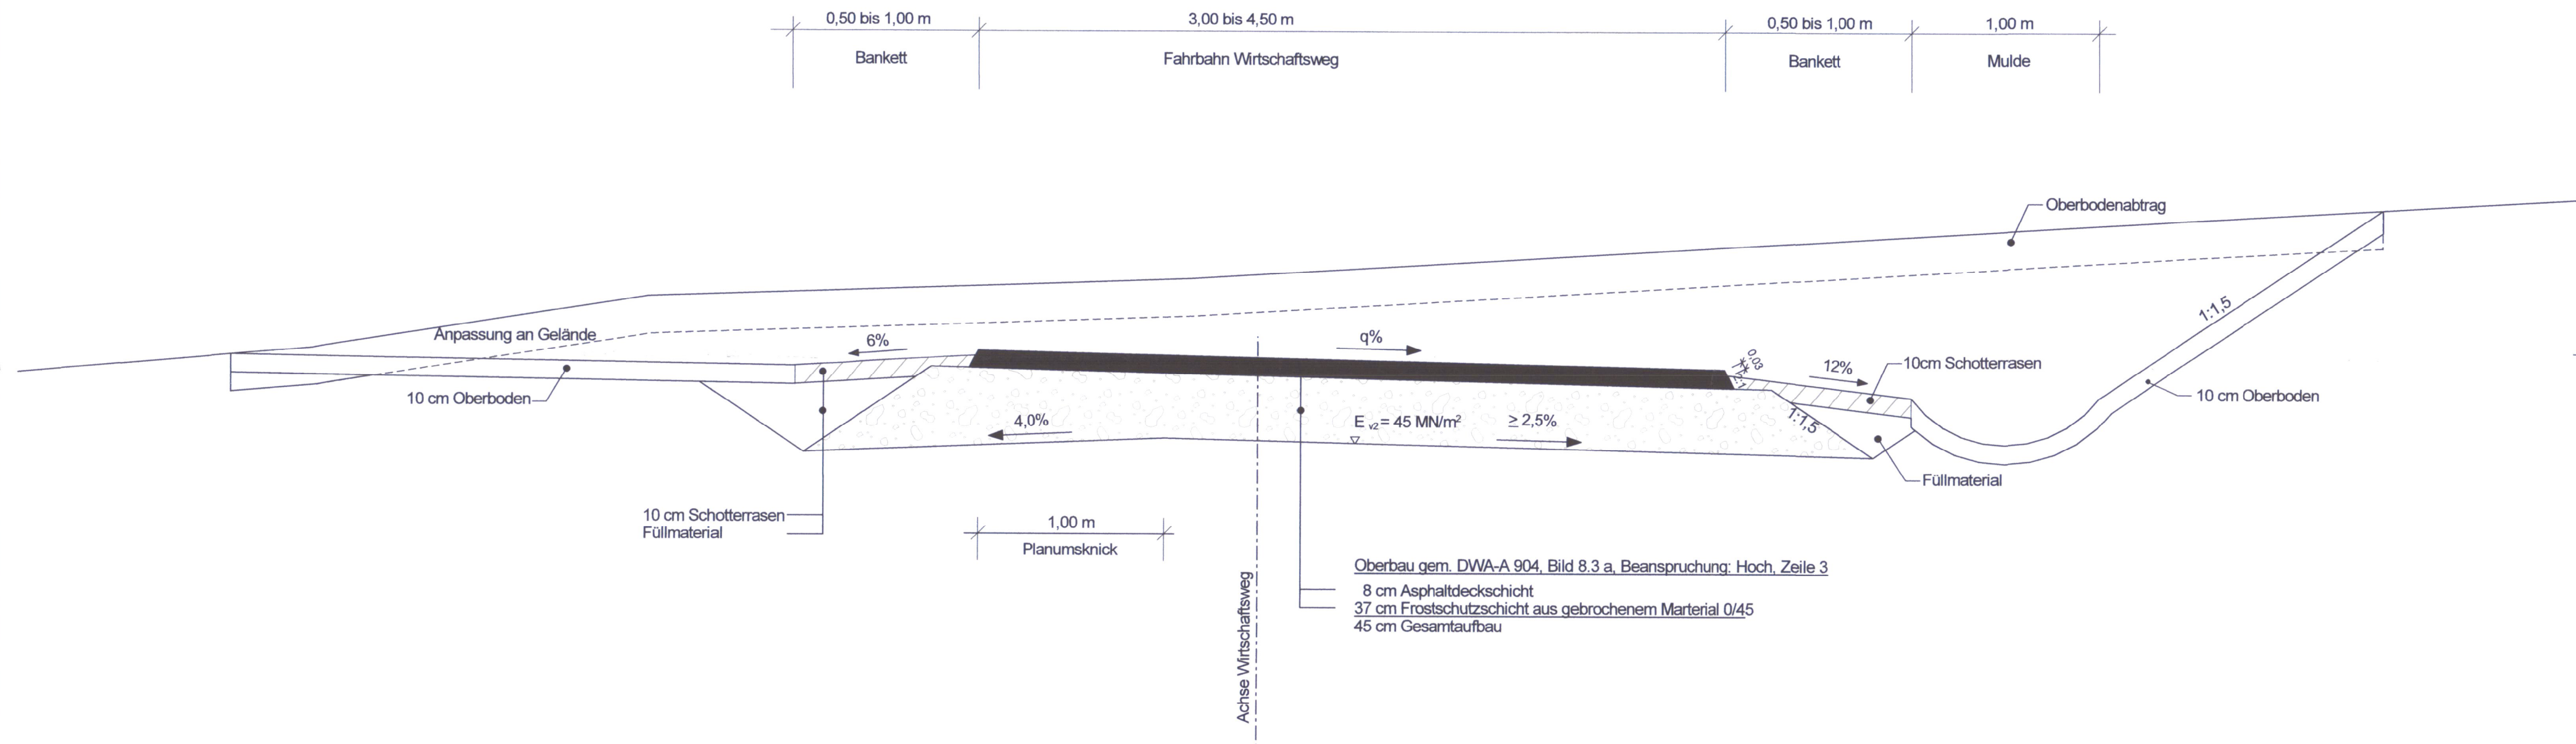 0,50 bis 1,00 m
3,00 bis 4,50 m
0,50 bis 1,00 m
1,00 m
Bankett
Fahrbahn Wirtschaftsweg
Bankett
Mulde
Oberbodenabtrag
1:1,5
Anpassung an Gelände
6%
q%
0,03
2:1
12%
10cm Schotterrasen
10 cm Oberboden
10 cm Oberboden
4,0%
E v2 = 45 MN/m²
≥ 2,5%
1:1,5
Füllmaterial
10 cm Schotterrasen
Füllmaterial
1,00 m
Planumsknick
Achse Wirtschaftsweg
Oberbau gem. DWA-A 904, Bild 8.3 a, Beanspruchung: Hoch, Zeile 3
8 cm Asphaltdeckschicht
37 cm Frostschutzschicht aus gebrochenem Marterial 0/45
45 cm Gesamtaufbau